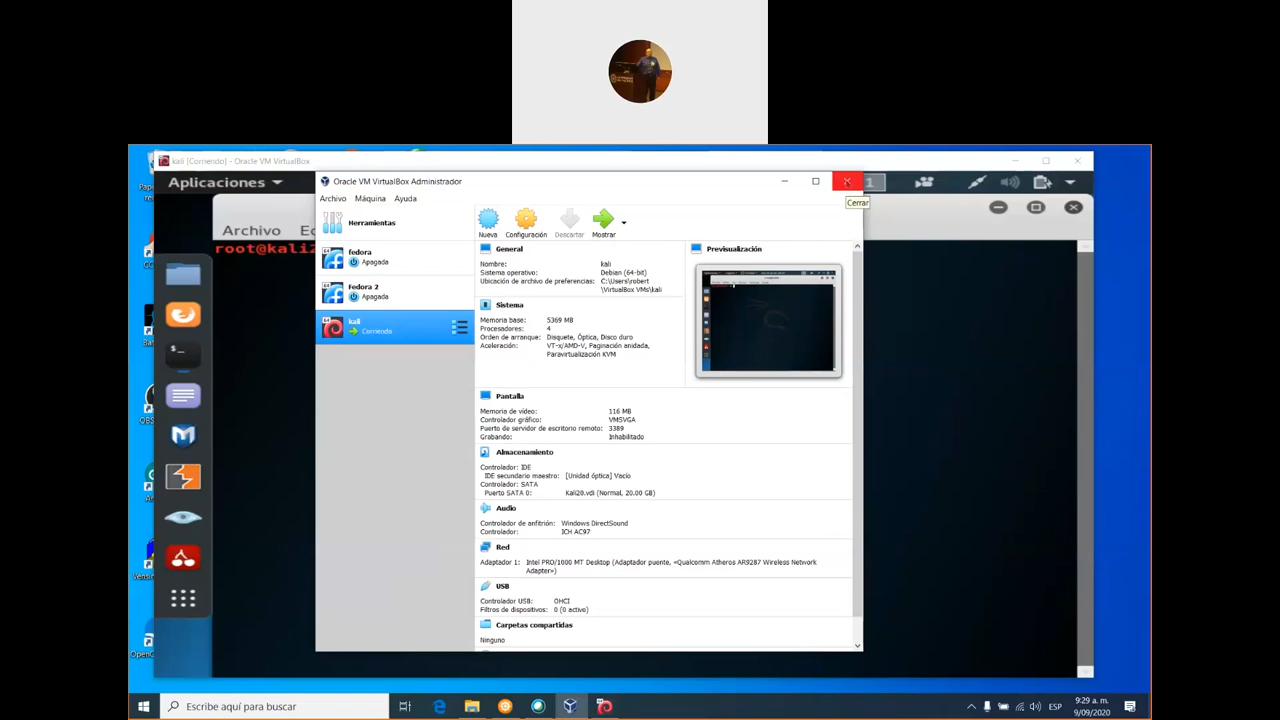 kali [Corriendo] - Oracle VM VirtualBox
Aplicaciones
1
Archivo
root@kali2
Oracle VM VirtualBox Administrador
Cerrar
Archivo Máquina Ayuda
Herramientas
Nueva Configuración Descartar Mostrar
fedora
Apagada
Fedora 2
Apagada
kali
Corriendo
General
Nombre: kali
Sistema operativo: Debian (64-bit)
Ubicación de archivo de preferencias: C:\Users\robert
\VirtualBox VMs\kali
Previsualización
Sistema
Memoria base: 5369 MB
Procesadores: 4
Orden de arranque: Disquete, Óptica, Disco duro
Aceleración: VT-x/AMD-V, Paginación anidada,
Paravirtualización KVM
Pantalla
Memoria de vídeo: 116 MB
Controlador gráfico: VMSVGA
Puerto de servidor de escritorio remoto: 3389
Grabando: Inhabilitado
Almacenamiento
Controlador: IDE
IDE secundario maestro: [Unidad óptica] Vacío
Controlador: SATA
Puerto SATA 0: Kali20.vdi (Normal, 20.00 GB)
Audio
Controlador de anfitrión: Windows DirectSound
Controlador: ICH AC97
Red
Adaptador 1: Intel PRO/1000 MT Desktop (Adaptador puente, «Qualcomm Atheros AR9287 Wireless Network
Adapter»)
USB
Controlador USB: OHCI
Filtros de dispositivos: 0 (0 activo)
Carpetas compartidas
Ninguno
Escribe aquí para buscar
ESP
9:29 a. m.
9/09/2020